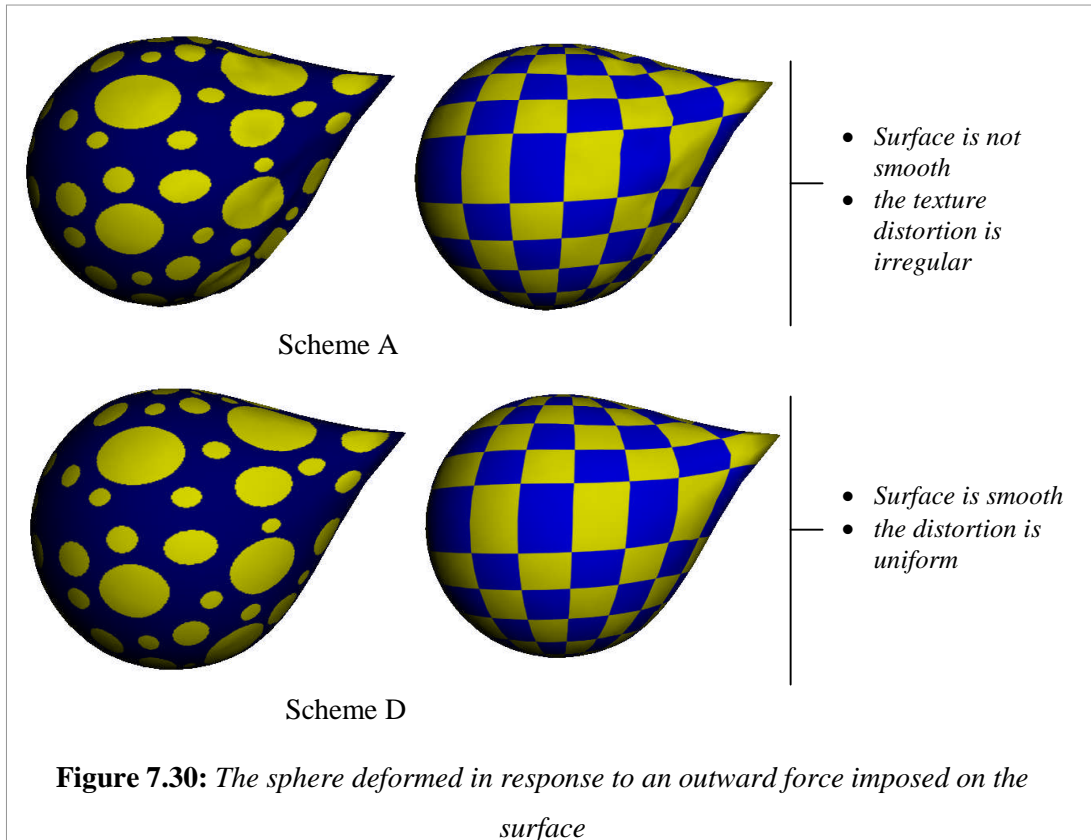 • Surface is not
smooth
• the texture
distortion is
irregular
Scheme A
• Surface is smooth
• the distortion is
uniform
Scheme D
Figure 7.30: The sphere deformed in response to an outward force imposed on the
surface